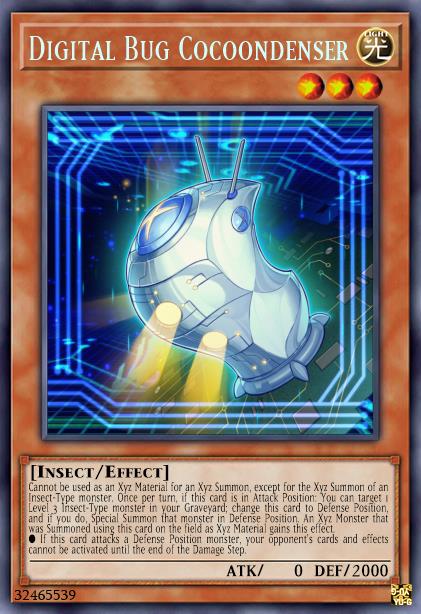 Digital Bug Cocoondenser
LIGHT
光
[Insect/Effect]
Cannot be used as an Xyz Material for an Xyz Summon, except for the Xyz Summon of an
Insect-Type monster. Once per turn, if this card is in Attack Position: You can target 1
Level 3 Insect-Type monster in your Graveyard; change this card to Defense Position,
and if you do, Special Summon that monster in Defense Position. An Xyz Monster that
was Summoned using this card on the field as Xyz Material gains this effect.
● If this card attacks a Defense Position monster, your opponent's cards and effects
cannot be activated until the end of the Damage Step.
ATK/ 0 DEF/2000
32465539